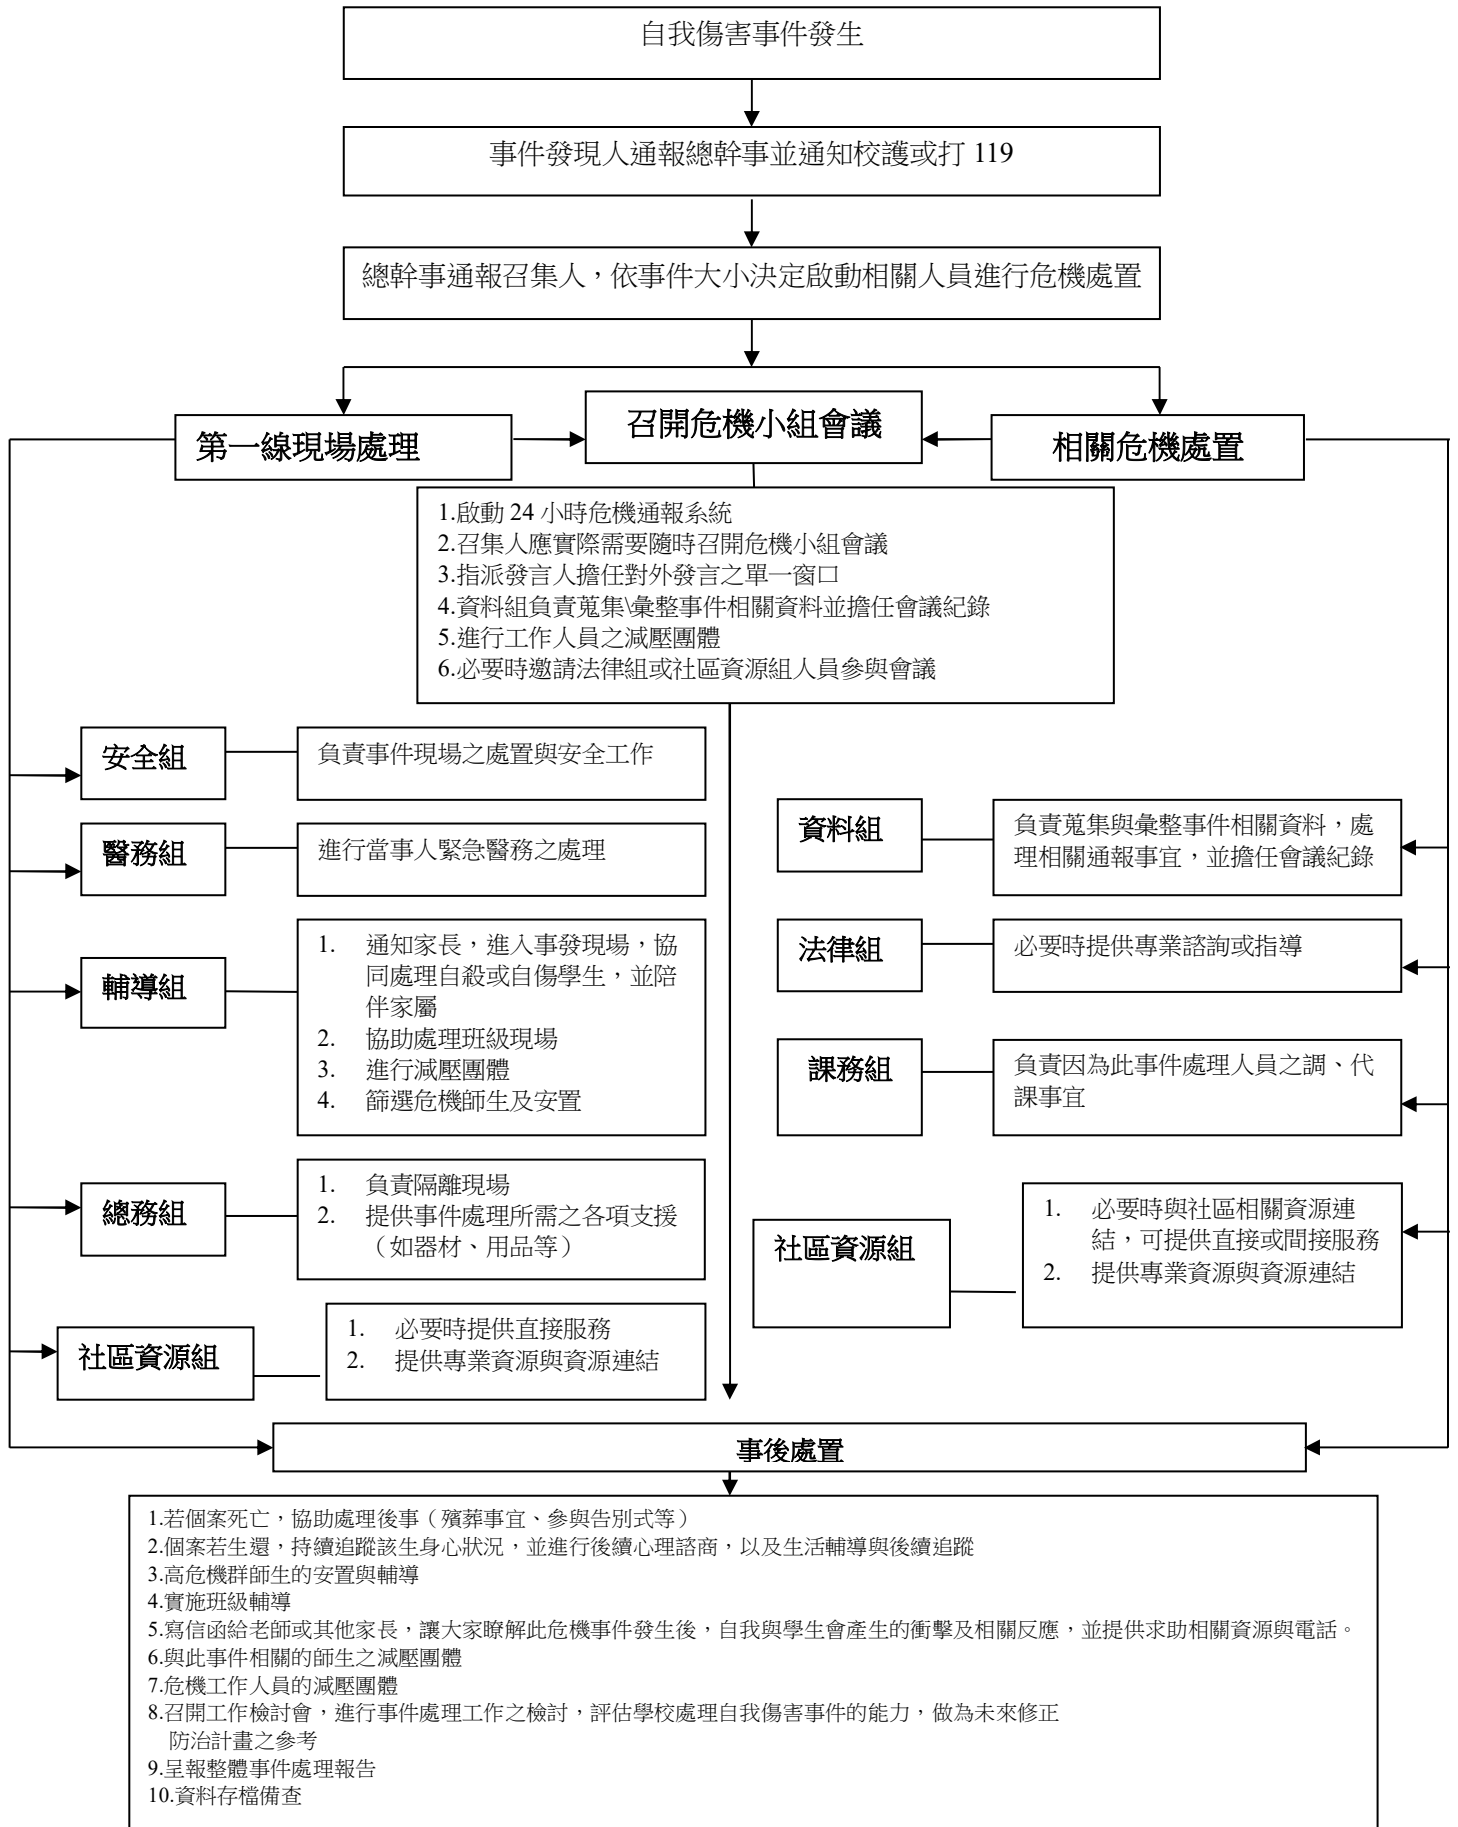 自我傷害事件發生
事件發現人通報總幹事並通知校護或打 119
總幹事通報召集人，依事件大小決定啟動相關人員進行危機處置
第一線現場處理
召開危機小組會議
相關危機處置
1.啟動 24 小時危機通報系統
2.召集人應實際需要隨時召開危機小組會議
3.指派發言人擔任對外發言之單一窗口
4.資料組負責蒐集\彙整事件相關資料並擔任會議紀錄
5.進行工作人員之減壓團體
6.必要時邀請法律組或社區資源組人員參與會議
安全組
負責事件現場之處置與安全工作
醫務組
進行當事人緊急醫務之處理
輔導組
1. 通知家長，進入事發現場，協
同處理自殺或自傷學生，並陪
伴家屬
2. 協助處理班級現場
3. 進行減壓團體
4. 篩選危機師生及安置
總務組
1. 負責隔離現場
2. 提供事件處理所需之各項支援
（如器材、用品等）
社區資源組
1. 必要時提供直接服務
2. 提供專業資源與資源連結
資料組
負責蒐集與彙整事件相關資料，處
理相關通報事宜，並擔任會議紀錄
法律組
必要時提供專業諮詢或指導
課務組
負責因為此事件處理人員之調、代
課事宜
社區資源組
1. 必要時與社區相關資源連
結，可提供直接或間接服務
2. 提供專業資源與資源連結
事後處置
1.若個案死亡，協助處理後事（殯葬事宜、參與告別式等）
2.個案若生還，持續追蹤該生身心狀況，並進行後續心理諮商，以及生活輔導與後續追蹤
3.高危機群師生的安置與輔導
4.實施班級輔導
5.寫信函給老師或其他家長，讓大家瞭解此危機事件發生後，自我與學生會產生的衝擊及相關反應，並提供求助相關資源與電話。
6.與此事件相關的師生之減壓團體
7.危機工作人員的減壓團體
8.召開工作檢討會，進行事件處理工作之檢討，評估學校處理自我傷害事件的能力，做為未來修正
防治計畫之參考
9.呈報整體事件處理報告
10.資料存檔備查